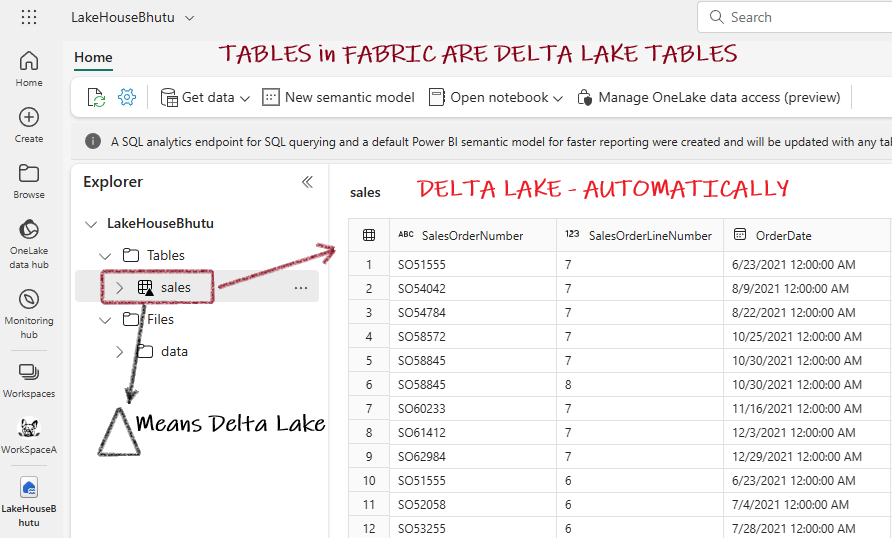 LakeHouseBhutu
Search
Home
TABLES in FABRIC ARE DELTA LAKE TABLES
Get data
New semantic model
Open notebook
Manage OneLake data access (preview)
A SQL analytics endpoint for SQL querying and a default Power BI semantic model for faster reporting were created and will be updated with any tab
Home
Create
Browse
OneLake
data hub
Monitoring
hub
Workspaces
WorkSpaceA
LakeHouseB
hutu
Explorer
LakeHouseBhutu
Tables
sales
...
Files
data
Means Delta Lake
sales
DELTA LAKE - AUTOMATICALLY
ABC SalesOrderNumber 123 SalesOrderLineNumber OrderDate
1 SO51555 7 6/23/2021 12:00:00 AM
2 SO54042 7 8/9/2021 12:00:00 AM
3 SO54784 7 8/22/2021 12:00:00 AM
4 SO58572 7 10/25/2021 12:00:00 AM
5 SO58845 7 10/30/2021 12:00:00 AM
6 SO58845 8 10/30/2021 12:00:00 AM
7 SO60233 7 11/16/2021 12:00:00 AM
8 SO61412 7 12/3/2021 12:00:00 AM
9 SO62984 7 12/29/2021 12:00:00 AM
10 SO51555 6 6/23/2021 12:00:00 AM
11 SO52058 6 7/4/2021 12:00:00 AM
12 SO53255 6 7/28/2021 12:00:00 AM